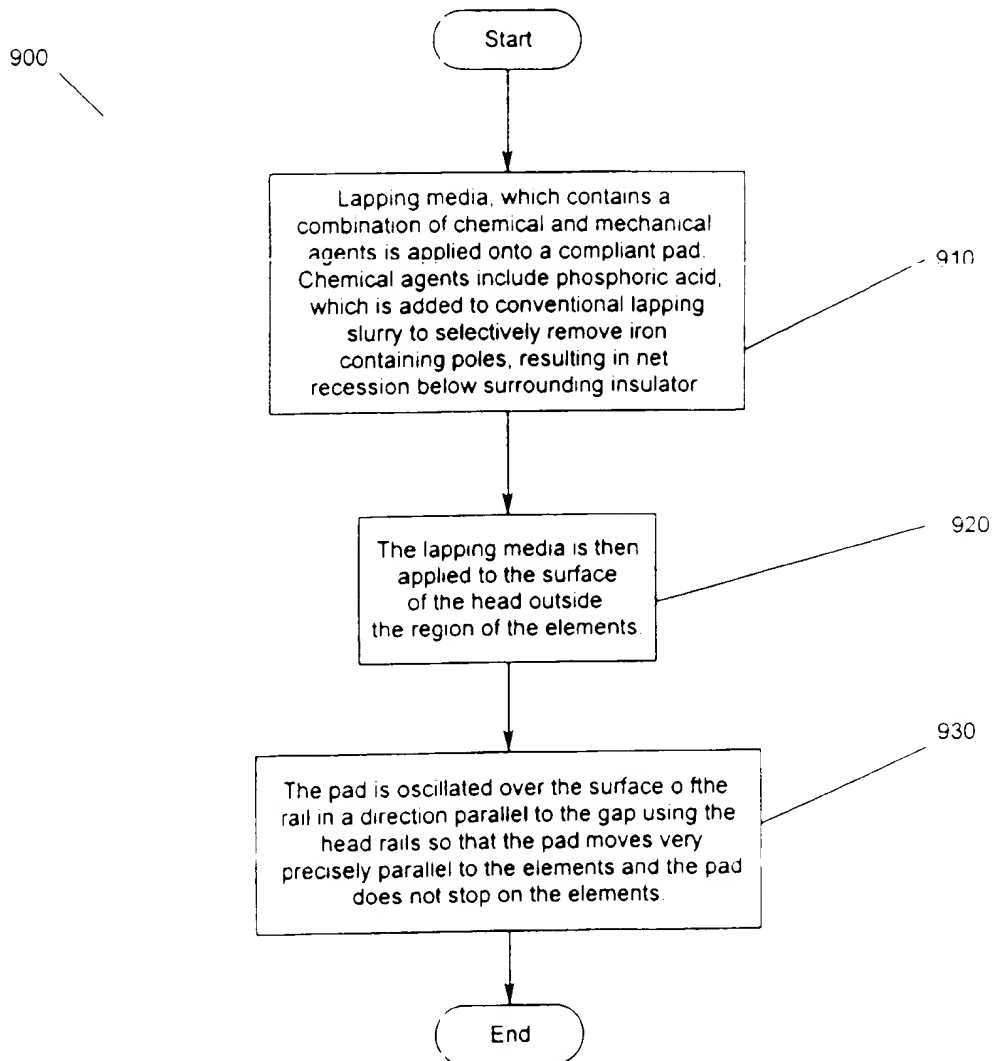 Start
900
Lapping media, which contains a
combination of chemical and mechanical
agents is applied onto a compliant pad.
Chemical agents include phosphoric acid,
which is added to conventional lapping
slurry to selectively remove iron
containing poles, resulting in net
recession below surrounding insulator
910
The lapping media is then
applied to the surface
of the head outside
the region of the elements.
920
930
The pad is oscillated over the surface o fthe
rail in a direction parallel to the gap using the
head rails so that the pad moves very
precisely parallel to the elements and the pad
does not stop on the elements.
End